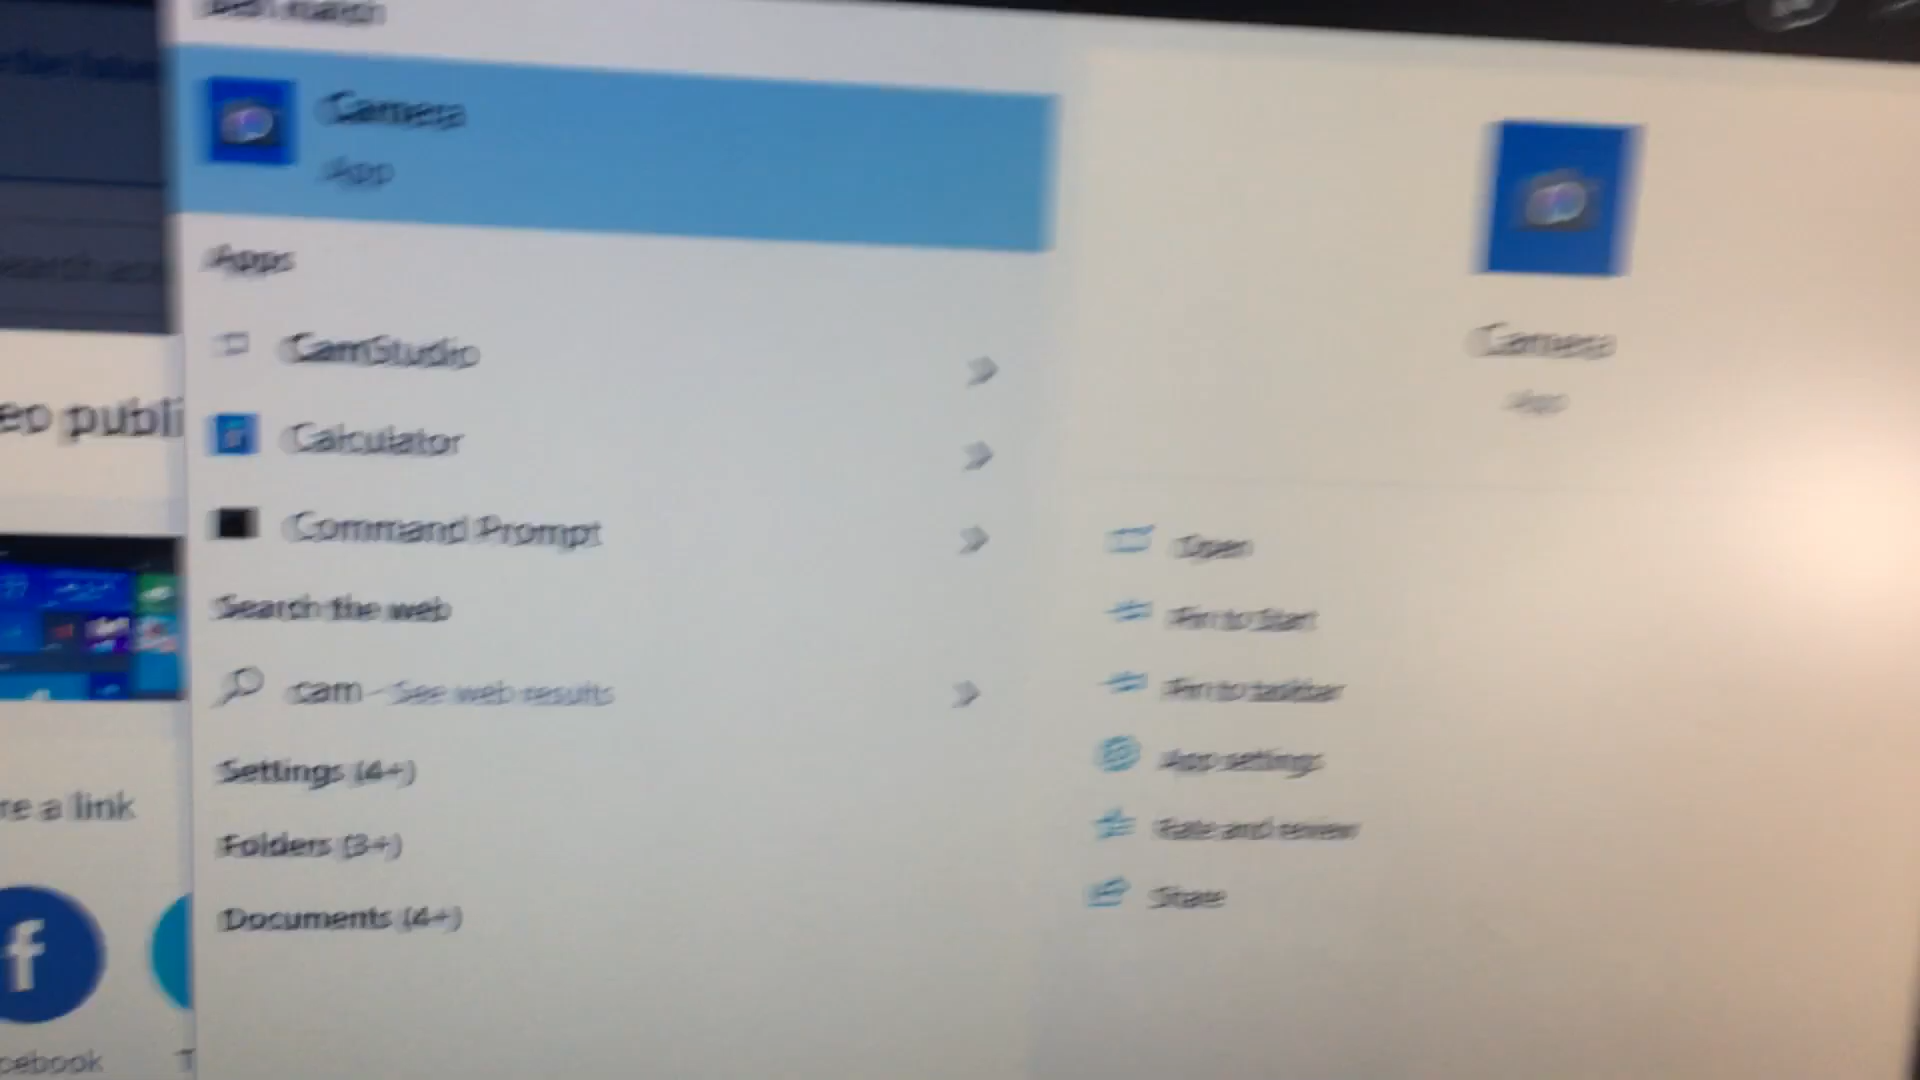 Best match
Camera
App
Apps
CamStudio
Calculator
Command Prompt
Search the web
cam - See web results
Settings (4+)
Folders (3+)
Documents (4+)
Camera
App
Open
Pin to Start
Pin to taskbar
App settings
Rate and review
Share
eo publi
re a link
f
cebook
T